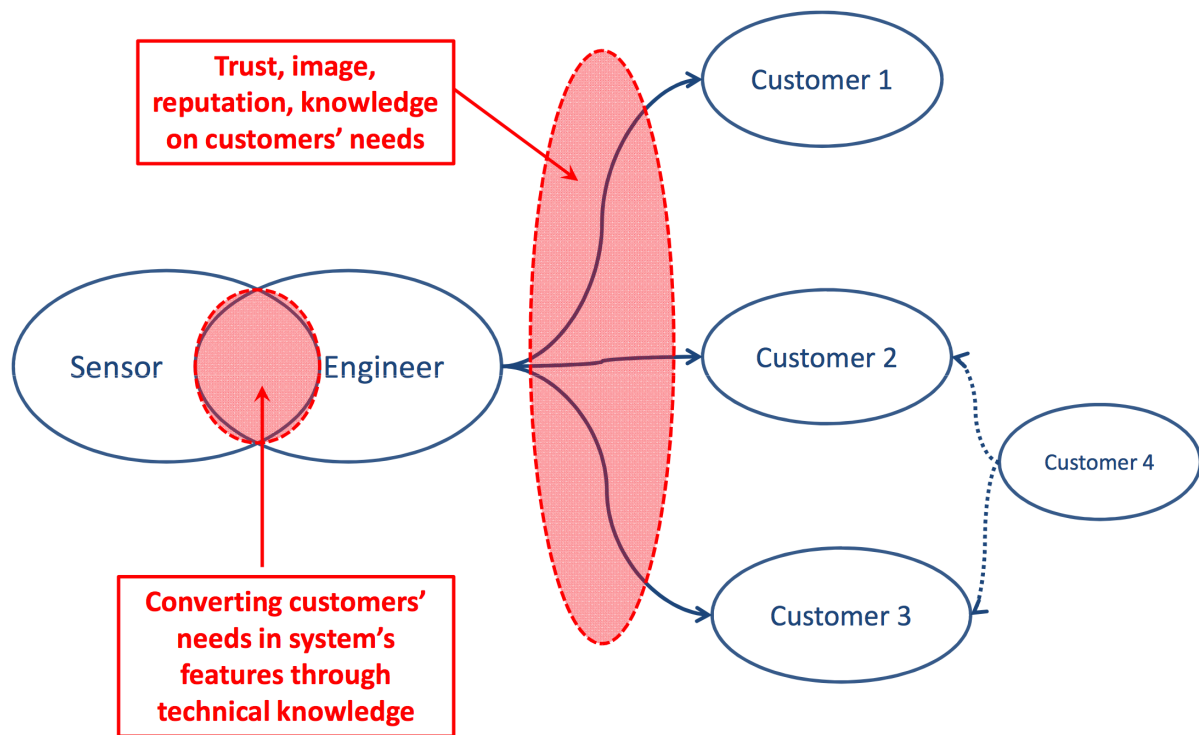 Trust, image,
reputation, knowledge
on customers’ needs
Customer 1
Sensor
Engineer
Customer 2
Customer 4
Customer 3
Converting customers’
needs in system’s
features through
technical knowledge